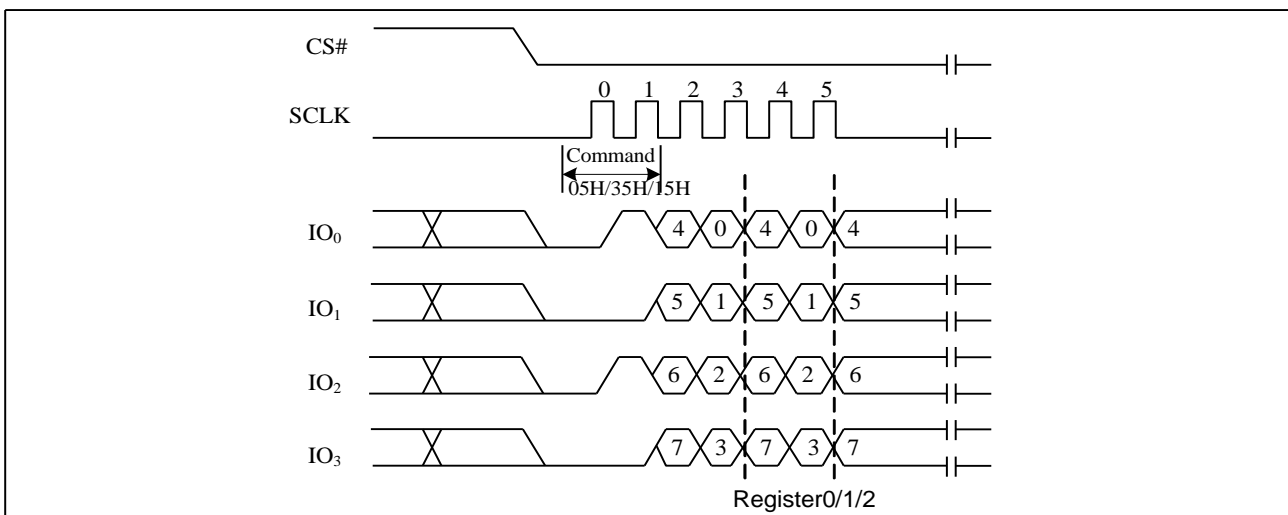 CS#
0 1 2 3 4 5
SCLK
Command
05H/35H/15H
IO0 4 0 4 0 4
IO1 5 1 5 1 5
IO2 6 2 6 2 6
IO3 7 3 7 3 7
Register0/1/2